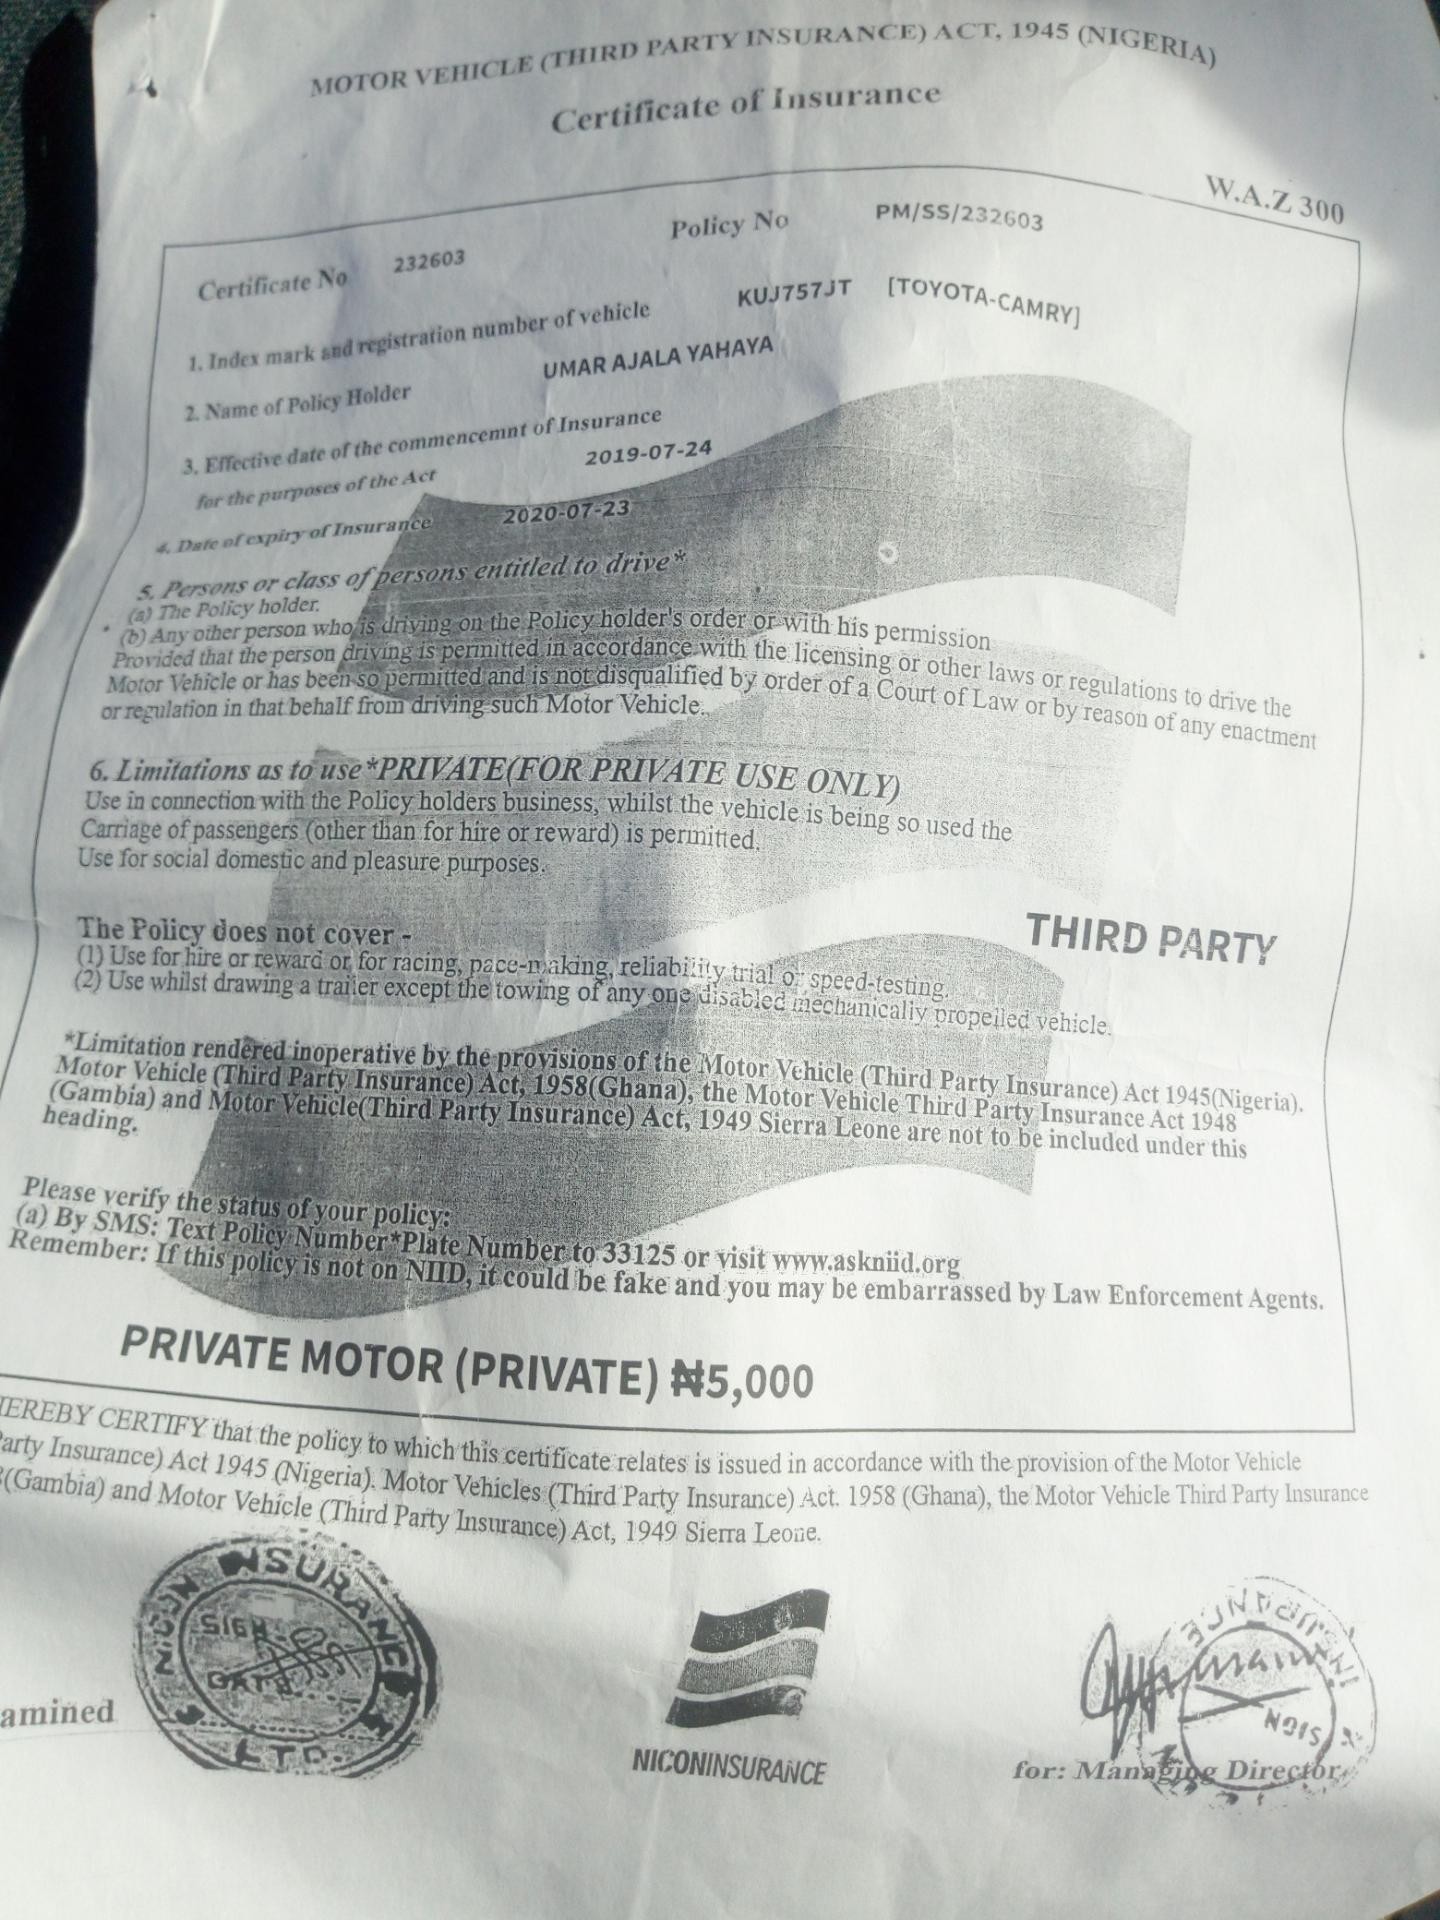 MOTOR VEHICLE (THIRD PARTY INSURANCE) ACT, 1945 (NIGERIA)
Certificate of Insurance
W.A.Z 300
Certificate No 232603 Policy No PM/SS/232603
1. Index mark and registration number of vehicle KUJ757JT [TOYOTA-CAMRY]
2. Name of Policy Holder UMAR AJALA YAHAYA
3. Effective date of the commencemnt of Insurance
for the purposes of the Act 2019-07-24
4. Date of expiry of Insurance 2020-07-23
5. Persons or class of persons entitled to drive*
(a) The Policy holder.
(b) Any other person who is driving on the Policy holder's order or with his permission
Provided that the person driving is permitted in accordance with the licensing or other laws or regulations to drive the
Motor Vehicle or has been so permitted and is not disqualified by order of a Court of Law or by reason of any enactment
or regulation in that behalf from driving such Motor Vehicle.
6. Limitations as to use*PRIVATE(FOR PRIVATE USE ONLY)
Use in connection with the Policy holders business, whilst the vehicle is being so used the
Carriage of passengers (other than for hire or reward) is permitted.
Use for social domestic and pleasure purposes.
THIRD PARTY
The Policy does not cover -
(1) Use for hire or reward or for racing, pace-making, reliability trial or speed-testing.
(2) Use whilst drawing a trailer except the towing of any one disabled mechanically propelled vehicle.
*Limitation rendered inoperative by the provisions of the Motor Vehicle (Third Party Insurance) Act 1945(Nigeria).
Motor Vehicle (Third Party Insurance) Act, 1958(Ghana), the Motor Vehicle Third Party Insurance Act 1948
(Gambia) and Motor Vehicle(Third Party Insurance) Act, 1949 Sierra Leone are not to be included under this
heading.
Please verify the status of your policy:
(a) By SMS: Text Policy Number*Plate Number to 33125 or visit www.askniid.org
Remember: If this policy is not on NIID, it could be fake and you may be embarrassed by Law Enforcement Agents.
PRIVATE MOTOR (PRIVATE) ₦5,000
HEREBY CERTIFY that the policy to which this certificate relates is issued in accordance with the provision of the Motor Vehicle
Party Insurance) Act 1945 (Nigeria). Motor Vehicles (Third Party Insurance) Act. 1958 (Ghana), the Motor Vehicle Third Party Insurance
(Gambia) and Motor Vehicle (Third Party Insurance) Act, 1949 Sierra Leone.
NICON INSURANCE
SIGN
DATE
LTD.
amined
NICONINSURANCE
INSURANCE
SIGN
for: Managing Director